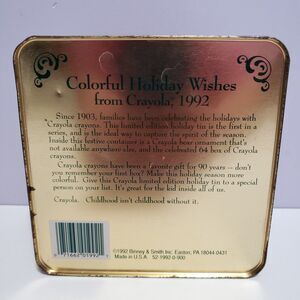 Colorful Holiday Wishes
from Crayola, 1992
Since 1903, families have been celebrating the holidays with
Crayola crayons. This limited edition holiday tin is the first in a
series, and is the ideal way to capture the spirit of the season.
Inside this festive container is a Crayola bear ornament that's
not available anywhere else, and the celebrated 64 box of Crayola
crayons.
Crayola crayons have been a favorite gift for 90 years -- don't
you remember your first box? Make this holiday season more
colorful. Give this Crayola limited edition holiday tin to a special
person on your list. It's great for the kid inside all of us.
Crayola. Childhood isn't childhood without it.
71662 01992
©1992 Binney & Smith Inc. Easton, PA 18044-0431
Made in U.S.A. 52-1992-0-900